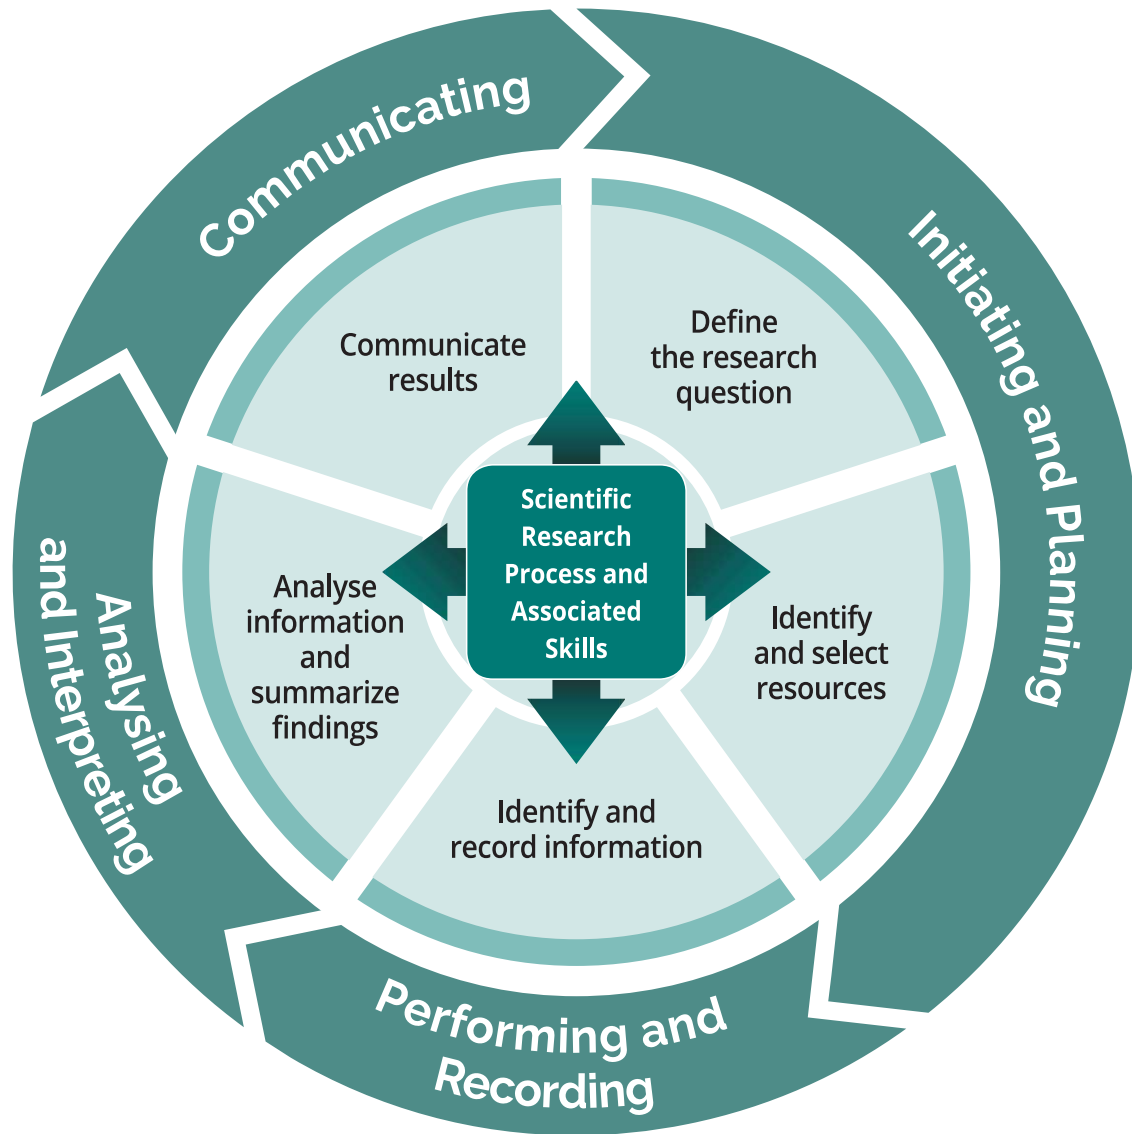 Communicating
Initiating and Planning
Performing and
Recording
Analysing
and Interpreting
Define
the research
question
Identify
and select
resources
Identify and
record information
Analyse
information
and
summarize
findings
Communicate
results
Scientific
Research
Process and
Associated
Skills